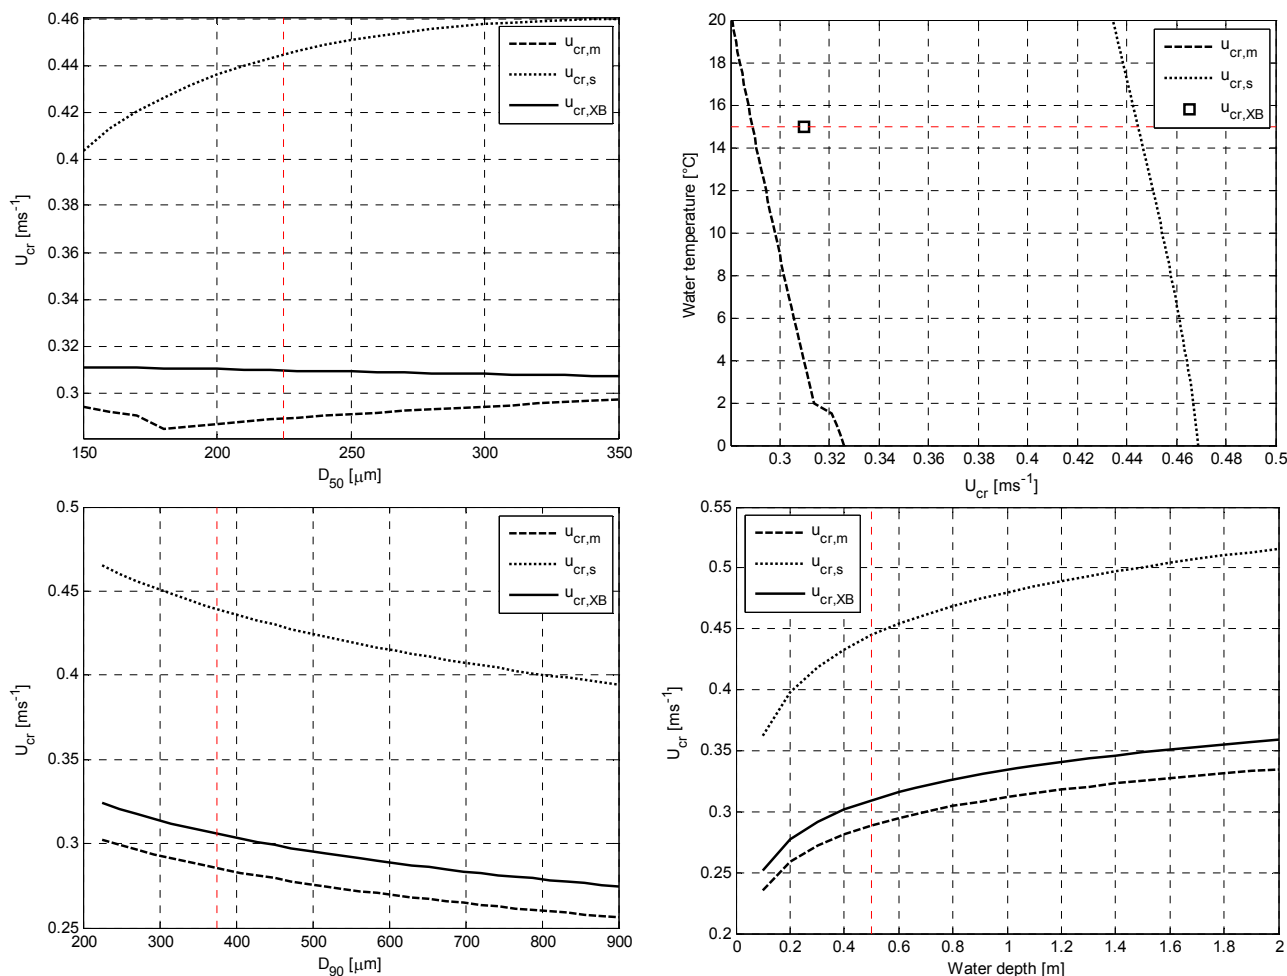 0.46
0.44
0.42
0.4
0.38
0.36
0.34
0.32
0.3
U_cr [ms^-1]
150 200 250 300 350
D_50 [μm]
u_cr,m
u_cr,s
u_cr,XB
20
18
16
14
12
10
8
6
4
2
0
Water temperature [°C]
0.3 0.32 0.34 0.36 0.38 0.4 0.42 0.44 0.46 0.48 0.5
U_cr [ms^-1]
u_cr,m
u_cr,s
u_cr,XB
0.5
0.45
0.4
0.35
0.3
0.25
U_cr [ms^-1]
200 300 400 500 600 700 800 900
D_90 [μm]
u_cr,m
u_cr,s
u_cr,XB
0.55
0.5
0.45
0.4
0.35
0.3
0.25
0.2
U_cr [ms^-1]
0 0.2 0.4 0.6 0.8 1 1.2 1.4 1.6 1.8 2
Water depth [m]
u_cr,m
u_cr,s
u_cr,XB